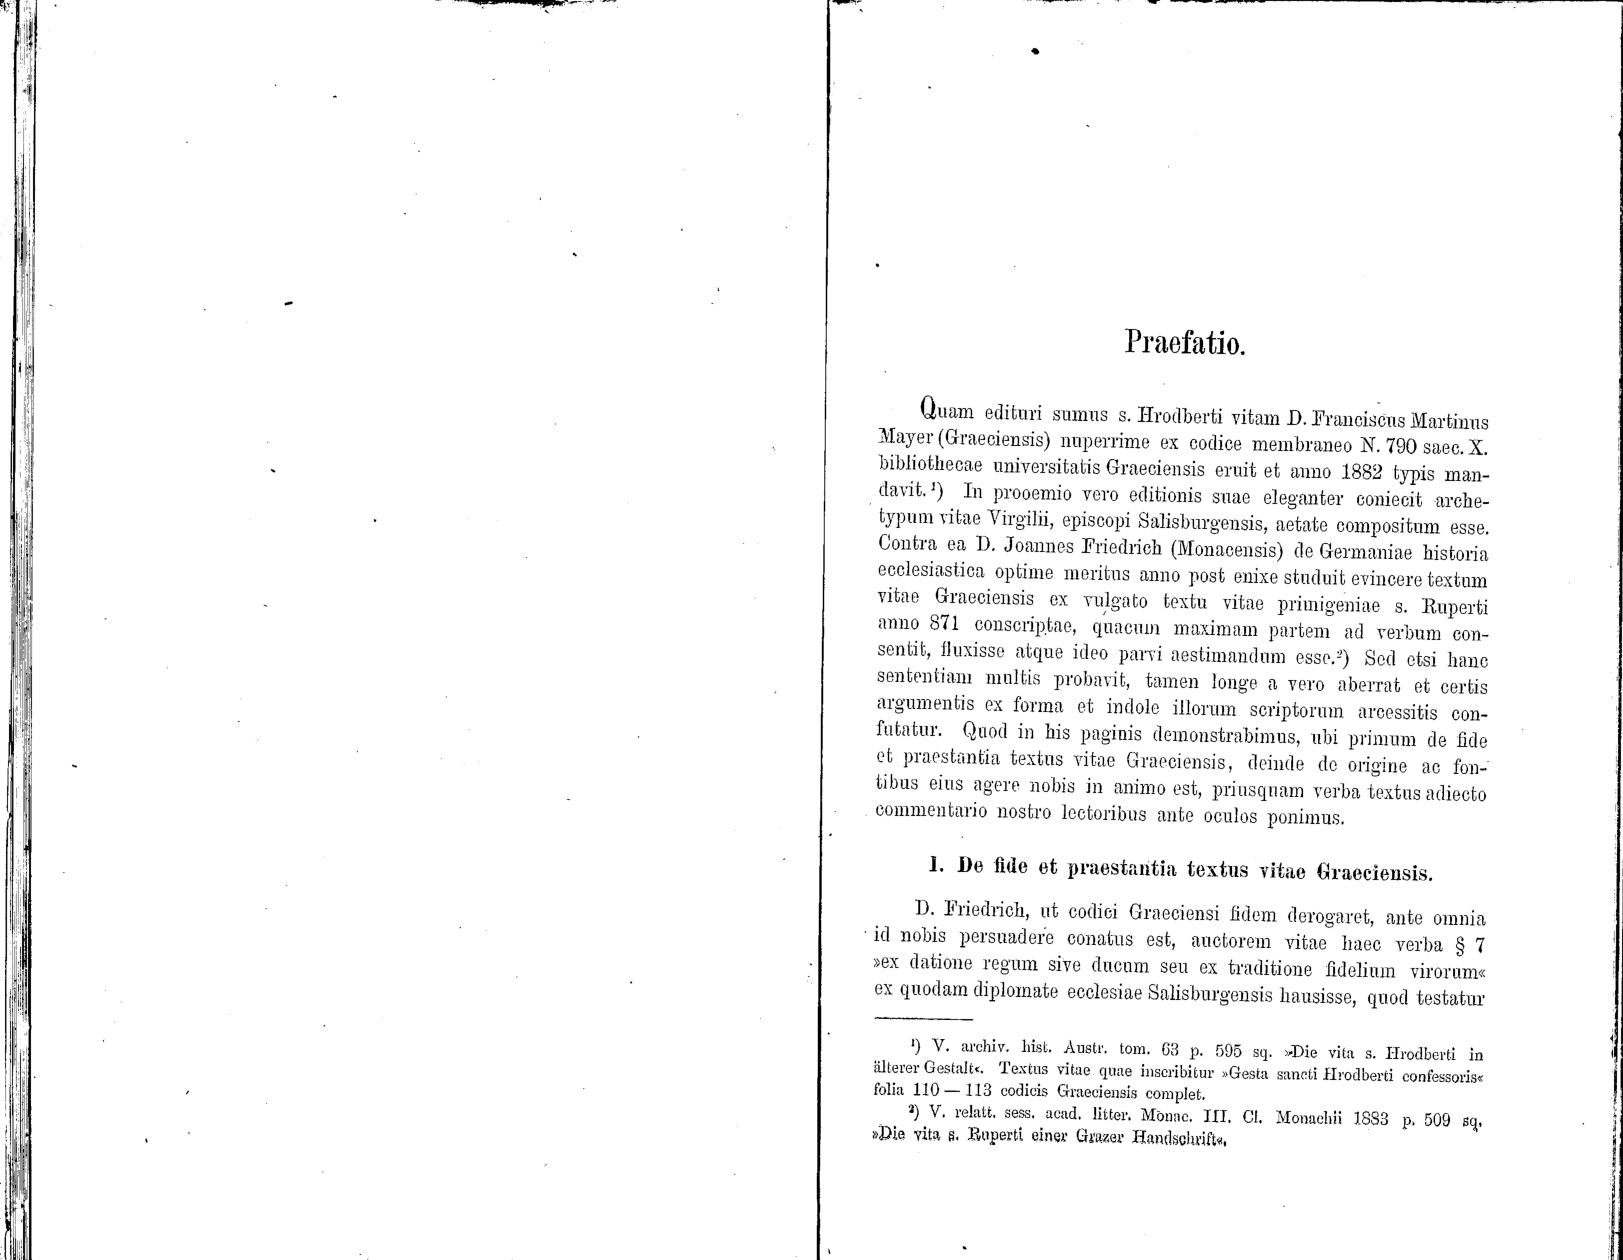 Praefatio.
Quam edituri sumus s. Hrodberti vitam D. Franciscus Martinus
Mayer (Graeciensis) nuperrime ex codice membraneo N. 790 saec. X.
bibliothecae universitatis Graeciensis eruit et anno 1882 typis man-
davit.¹) In prooemio vero editionis suae eleganter coniecit arche-
typum vitae Virgilii, episcopi Salisburgensis, aetate compositum esse.
Contra ea D. Joannes Friedrich (Monacensis) de Germaniae historia
ecclesiastica optime meritus anno post enixe studuit evincere textum
vitae Graeciensis ex vulgato textu vitae primigeniae s. Ruperti
anno 871 conscriptae, quacum maximam partem ad verbum con-
sentit, fluxisse atque ideo parvi aestimandum esse.²) Sed etsi hanc
sententiam multis probavit, tamen longe a vero aberrat et certis
argumentis ex forma et indole illorum scriptorum arcessitis con-
futatur. Quod in his paginis demonstrabimus, ubi primum de fide
et praestantia textus vitae Graeciensis, deinde de origine ac fon-
tibus eius agere nobis in animo est, priusquam verba textus adiecto
commentario nostro lectoribus ante oculos ponimus.
I. De fide et praestantia textus vitae Graeciensis.
D. Friedrich, ut codici Graeciensi fidem derogaret, ante omnia
id nobis persuadere conatus est, auctorem vitae haec verba § 7
»ex datione regum sive ducum seu ex traditione fidelium virorum«
ex quodam diplomate ecclesiae Salisburgensis hausisse, quod testatur
¹) V. archiv. hist. Austr. tom. 63 p. 595 sq. »Die vita s. Hrodberti in
älterer Gestalt«. Textus vitae quae inscribitur »Gesta sancti Hrodberti confessoris«
folia 110 — 113 codicis Graeciensis complet.
²) V. relatt. sess. acad. litter. Monac. III. Cl. Monachii 1883 p. 509 sq.
»Die vita s. Ruperti einer Grazer Handschrift«.